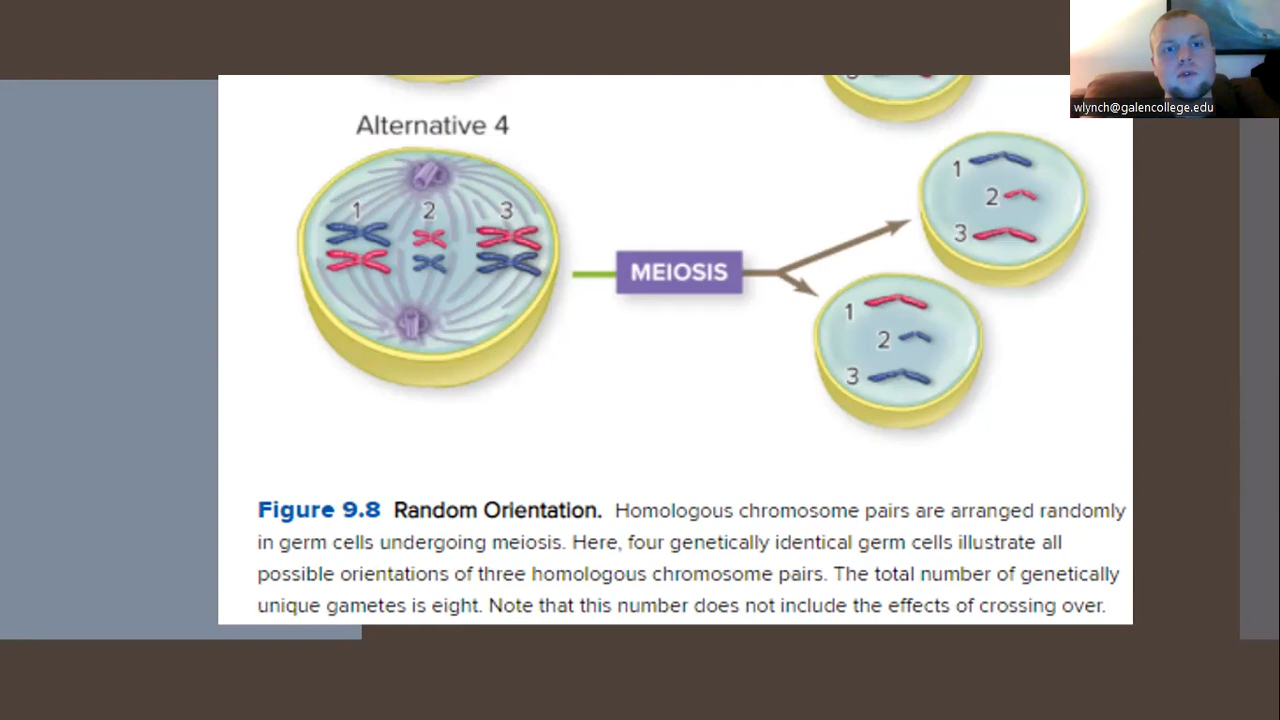 wlynch@galencollege.edu
Alternative 4
1 2 3
MEIOSIS
1
2
3
1
2
3
Figure 9.8 Random Orientation. Homologous chromosome pairs are arranged randomly
in germ cells undergoing meiosis. Here, four genetically identical germ cells illustrate all
possible orientations of three homologous chromosome pairs. The total number of genetically
unique gametes is eight. Note that this number does not include the effects of crossing over.